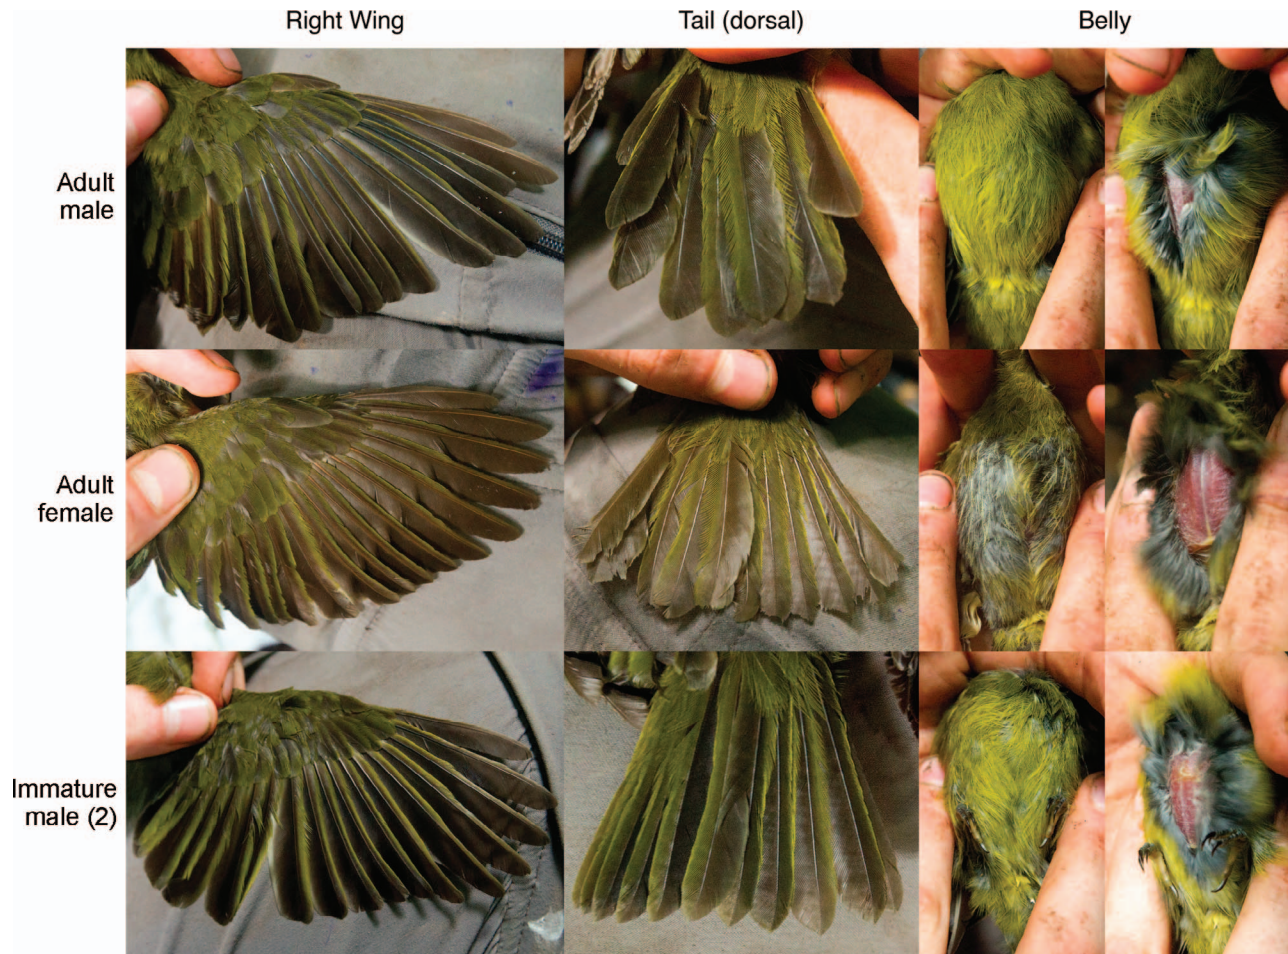 Right Wing
Tail (dorsal)
Belly
Adult
male
Adult
female
Immature
male (2)